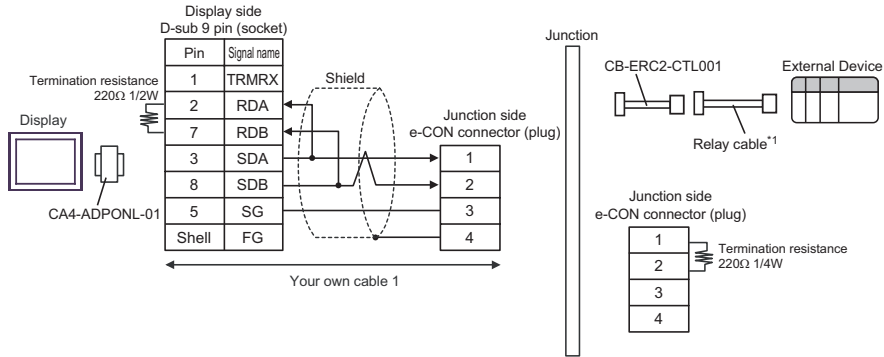 Display side
D-sub 9 pin (socket)
Pin Signal name
1 TRMRX
2 RDA
7 RDB
3 SDA
8 SDB
5 SG
Shell FG
Termination resistance
220Ω 1/2W
Display
CA4-ADPONL-01
Shield
Junction side
e-CON connector (plug)
1
2
3
4
Your own cable 1
Junction
CB-ERC2-CTL001
External Device
Relay cable*1
Junction side
e-CON connector (plug)
1
2
3
4
Termination resistance
220Ω 1/4W